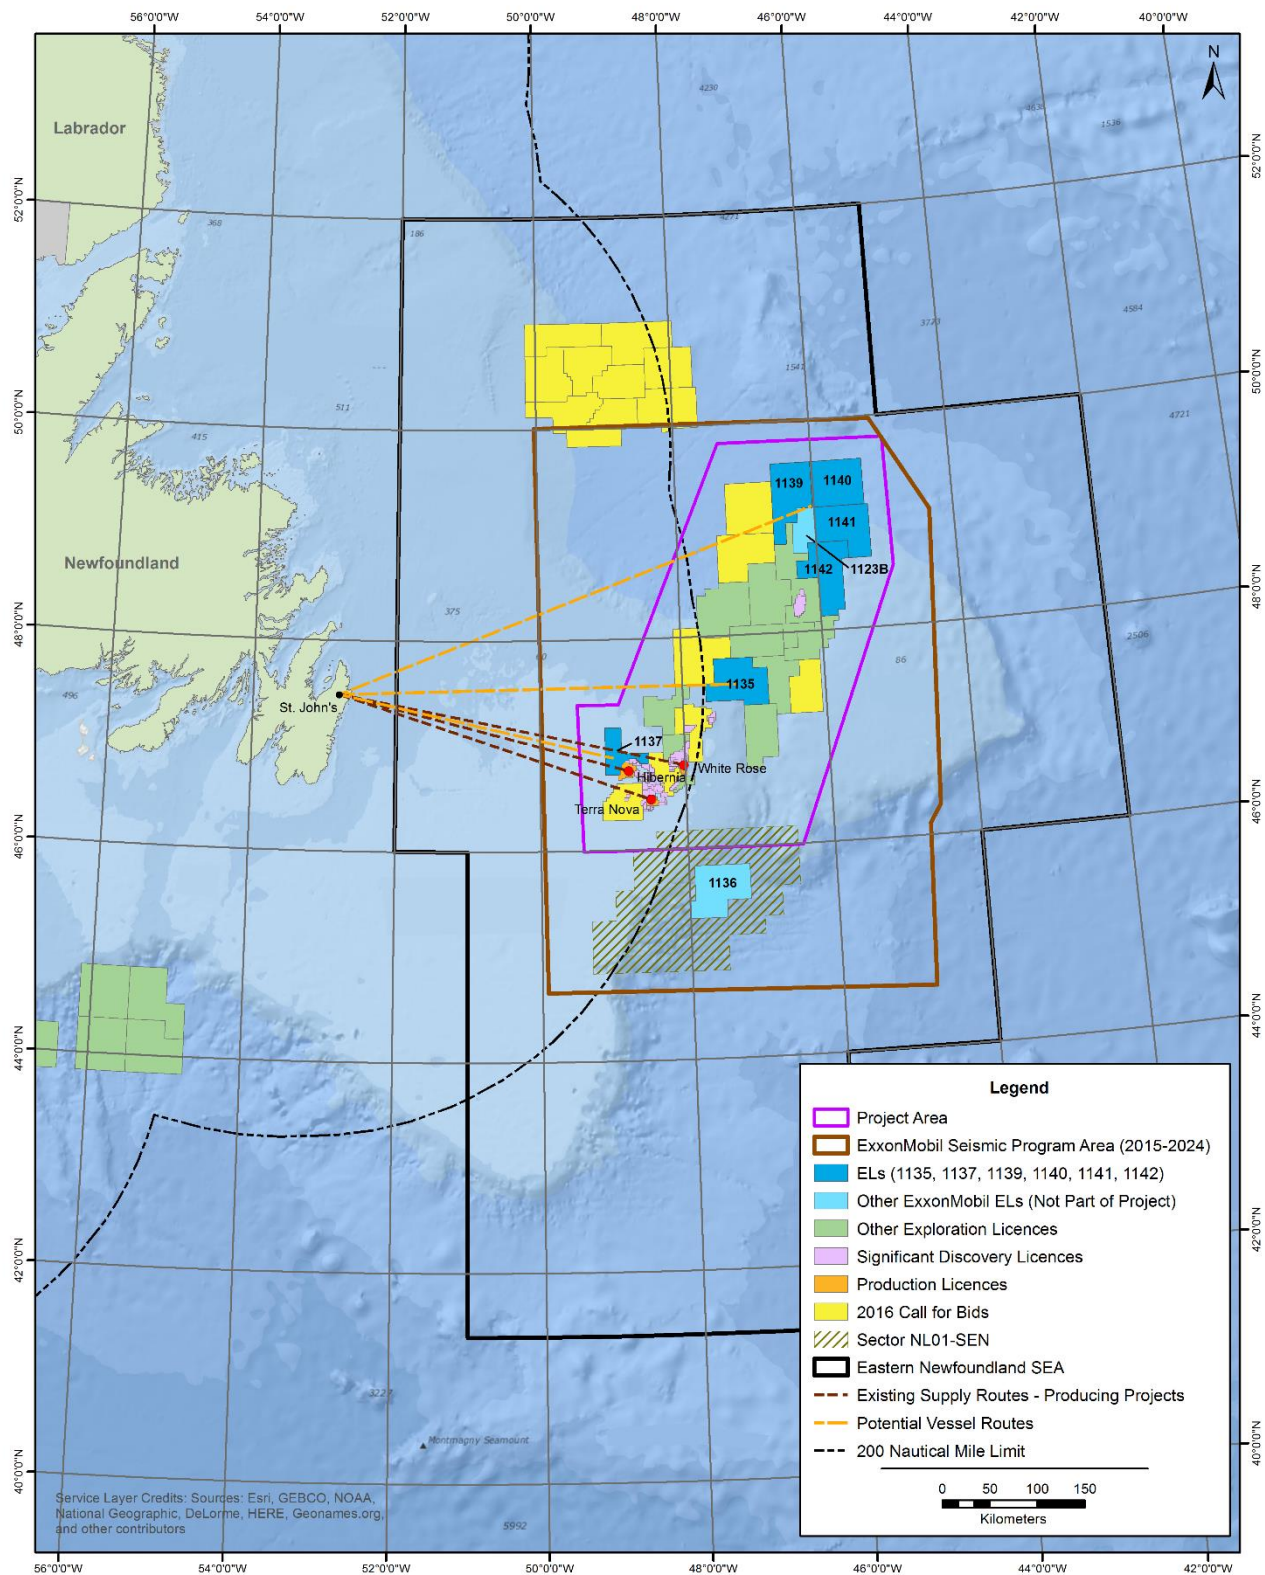 56°0'0"W 54°0'0"W 52°0'0"W 50°0'0"W 48°0'0"W 46°0'0"W 44°0'0"W 42°0'0"W 40°0'0"W
N
4230
4630
1536
Labrador
52°0'0"N
52°0'0"N
368
186
4271
4584
3723
1541
50°0'0"N
50°0'0"N
511
4721
415
1139
1140
1141
Newfoundland
1142
1123B
48°0'0"N
48°0'0"N
375
60
86
2506
496
1135
St. John's
1137
White Rose
Hibernia
Terra Nova
46°0'0"N
46°0'0"N
1136
44°0'0"N
44°0'0"N
Legend
Project Area
ExxonMobil Seismic Program Area (2015-2024)
ELs (1135, 1137, 1139, 1140, 1141, 1142)
Other ExxonMobil ELs (Not Part of Project)
Other Exploration Licences
Significant Discovery Licences
Production Licences
2016 Call for Bids
Sector NL01-SEN
Eastern Newfoundland SEA
Existing Supply Routes - Producing Projects
Potential Vessel Routes
200 Nautical Mile Limit
0 50 100 150
Kilometers
42°0'0"N
42°0'0"N
Montmagny Seamount
40°0'0"N
40°0'0"N
Service Layer Credits: Sources: Esri, GEBCO, NOAA,
National Geographic, DeLorme, HERE, Geonames.org,
and other contributors
5992
56°0'0"W 54°0'0"W 52°0'0"W 50°0'0"W 48°0'0"W 46°0'0"W 44°0'0"W 42°0'0"W